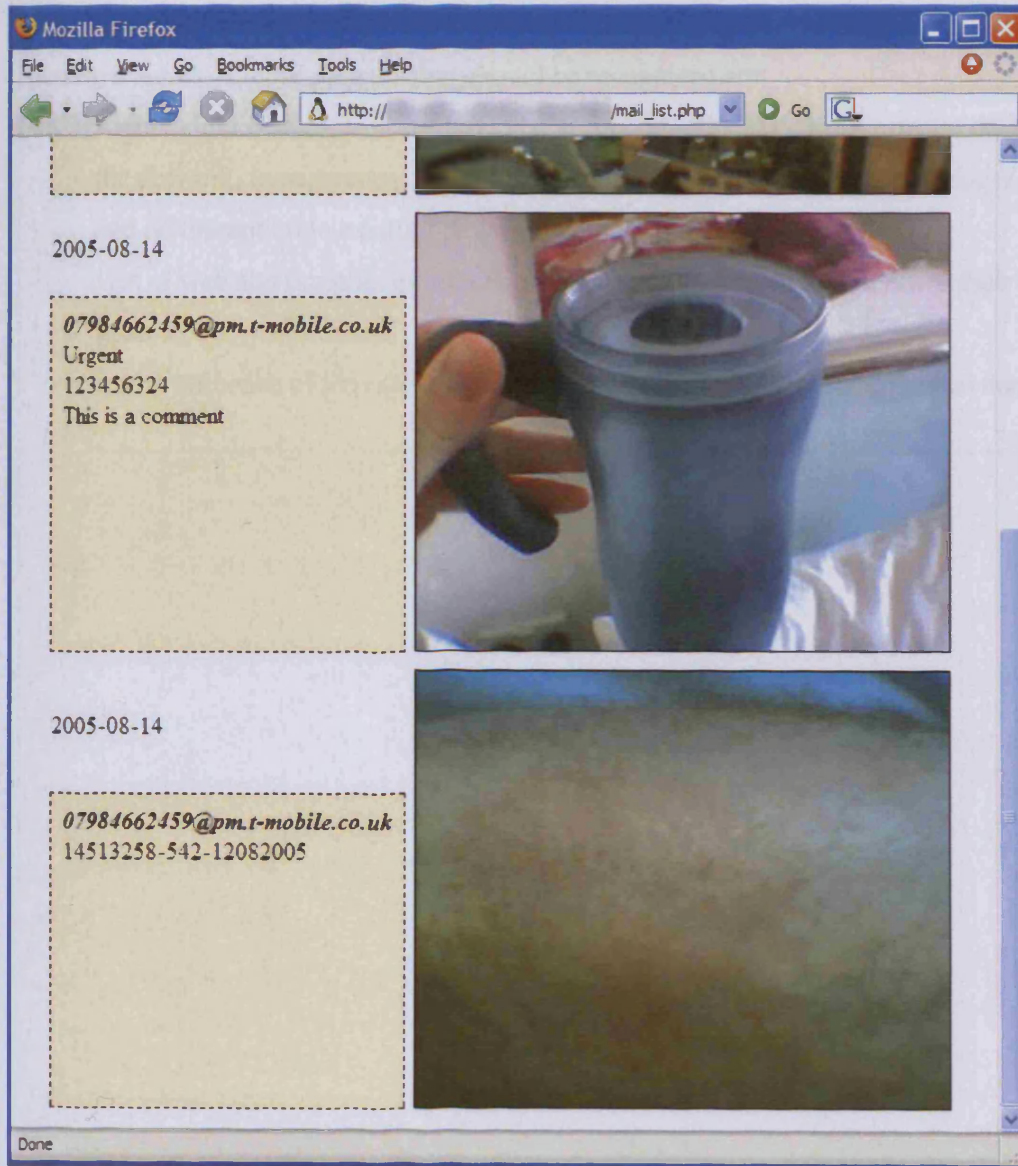 Mozilla Firefox
File Edit View Go Bookmarks Tools Help
http:// /mail_list.php Go G
2005-08-14
07984662459@pm.t-mobile.co.uk
Urgent
123456324
This is a comment
2005-08-14
07984662459@pm.t-mobile.co.uk
14513258-542-12082005
Done